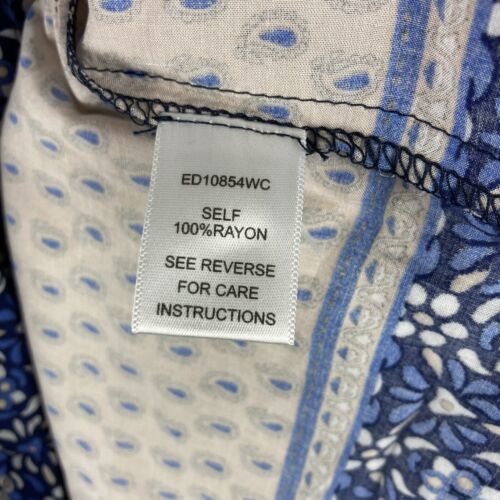 ED10854WC
SELF
100%RAYON
SEE REVERSE
FOR CARE
INSTRUCTIONS